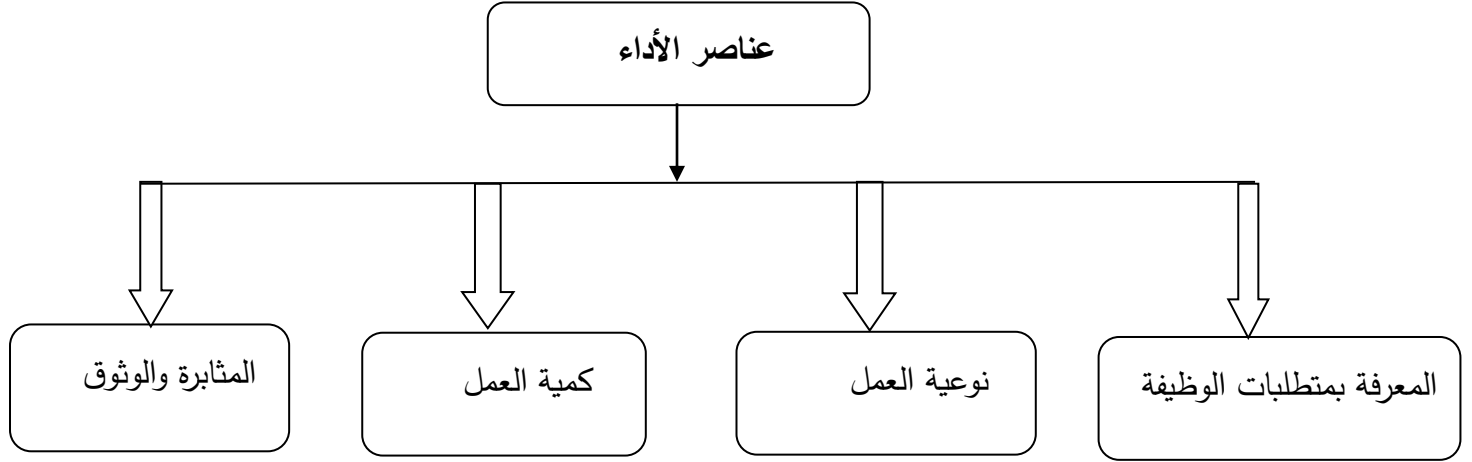 عناصر الأداء
المعرفة بمتطلبات الوظيفة
نوعية العمل
كمية العمل
المثابرة والوثوق